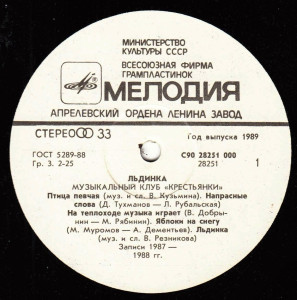 МИНИСТЕРСТВО
КУЛЬТУРЫ СССР
ВСЕСОЮЗНАЯ ФИРМА
ГРАМПЛАСТИНОК
МЕЛОДИЯ
АПРЕЛЕВСКИЙ ОРДЕНА ЛЕНИНА ЗАВОД
СТЕРЕО 33
Год выпуска 1989
ГОСТ 5289-88
С90 28251 000
Гр. 3. 2-25
28251
1
ЛЬДИНКА
МУЗЫКАЛЬНЫЙ КЛУБ «КРЕСТЬЯНКИ»
Птица певчая (муз. и сл. В. Кузьмина). Напрасные
слова (Д. Тухманов — Л. Рубальская)
На теплоходе музыка играет (В. Добры-
нин — М. Рябинин). Яблоки на снегу
(М. Муромов — А. Дементьев). Льдинка
(муз. и сл. В. Резникова)
Записи 1987—
1988 гг.